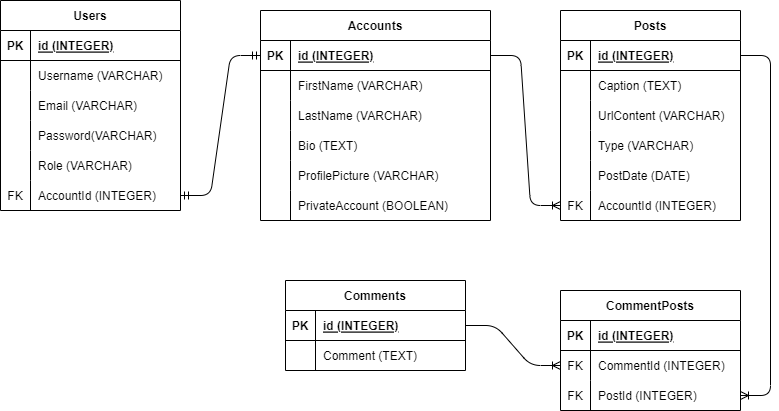 Users
PK id (INTEGER)
Username (VARCHAR)
Email (VARCHAR)
Password(VARCHAR)
Role (VARCHAR)
FK AccountId (INTEGER)
Accounts
PK id (INTEGER)
FirstName (VARCHAR)
LastName (VARCHAR)
Bio (TEXT)
ProfilePicture (VARCHAR)
PrivateAccount (BOOLEAN)
Posts
PK id (INTEGER)
Caption (TEXT)
UrlContent (VARCHAR)
Type (VARCHAR)
PostDate (DATE)
FK AccountId (INTEGER)
Comments
PK id (INTEGER)
Comment (TEXT)
CommentPosts
PK id (INTEGER)
FK CommentId (INTEGER)
FK PostId (INTEGER)